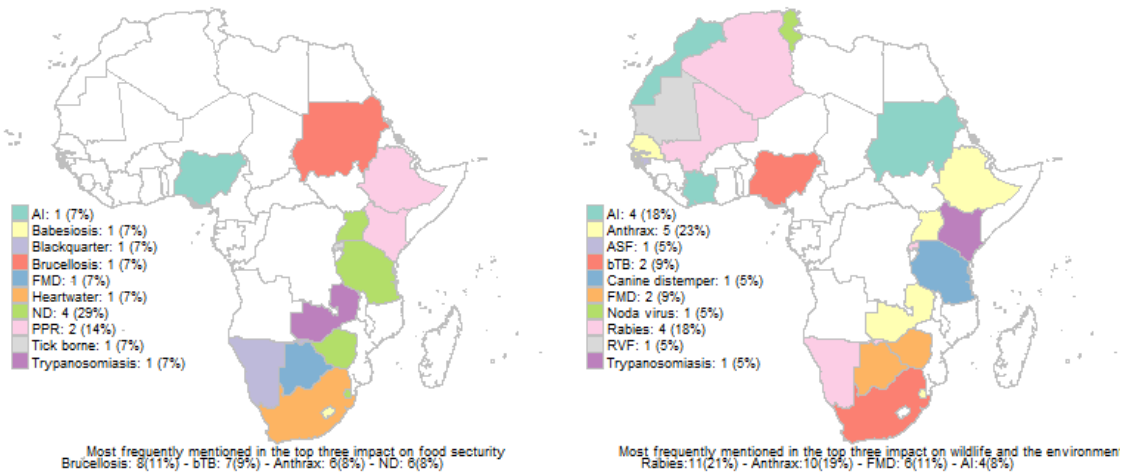 AI: 1 (7%)
Babesiosis: 1 (7%)
Blackquarter: 1 (7%)
Brucellosis: 1 (7%)
FMD: 1 (7%)
Heartwater: 1 (7%)
ND: 4 (29%)
PPR: 2 (14%)
Tick borne: 1 (7%)
Trypanosomiasis: 1 (7%)
Most frequently mentioned in the top three impact on food secturity
Brucellosis: 8(11%) - bTB: 7(9%) - Anthrax: 6(8%) - ND: 6(8%)
AI: 4 (18%)
Anthrax: 5 (23%)
ASF: 1 (5%)
bTB: 2 (9%)
Canine distemper: 1 (5%)
FMD: 2 (9%)
Noda virus: 1 (5%)
Rabies: 4 (18%)
RVF: 1 (5%)
Trypanosomiasis: 1 (5%)
Most frequently mentioned in the top three impact on wildlife and the environmen
Rabies:11(21%) - Anthrax:10(19%) - FMD: 6(11%) - AI:4(8%)